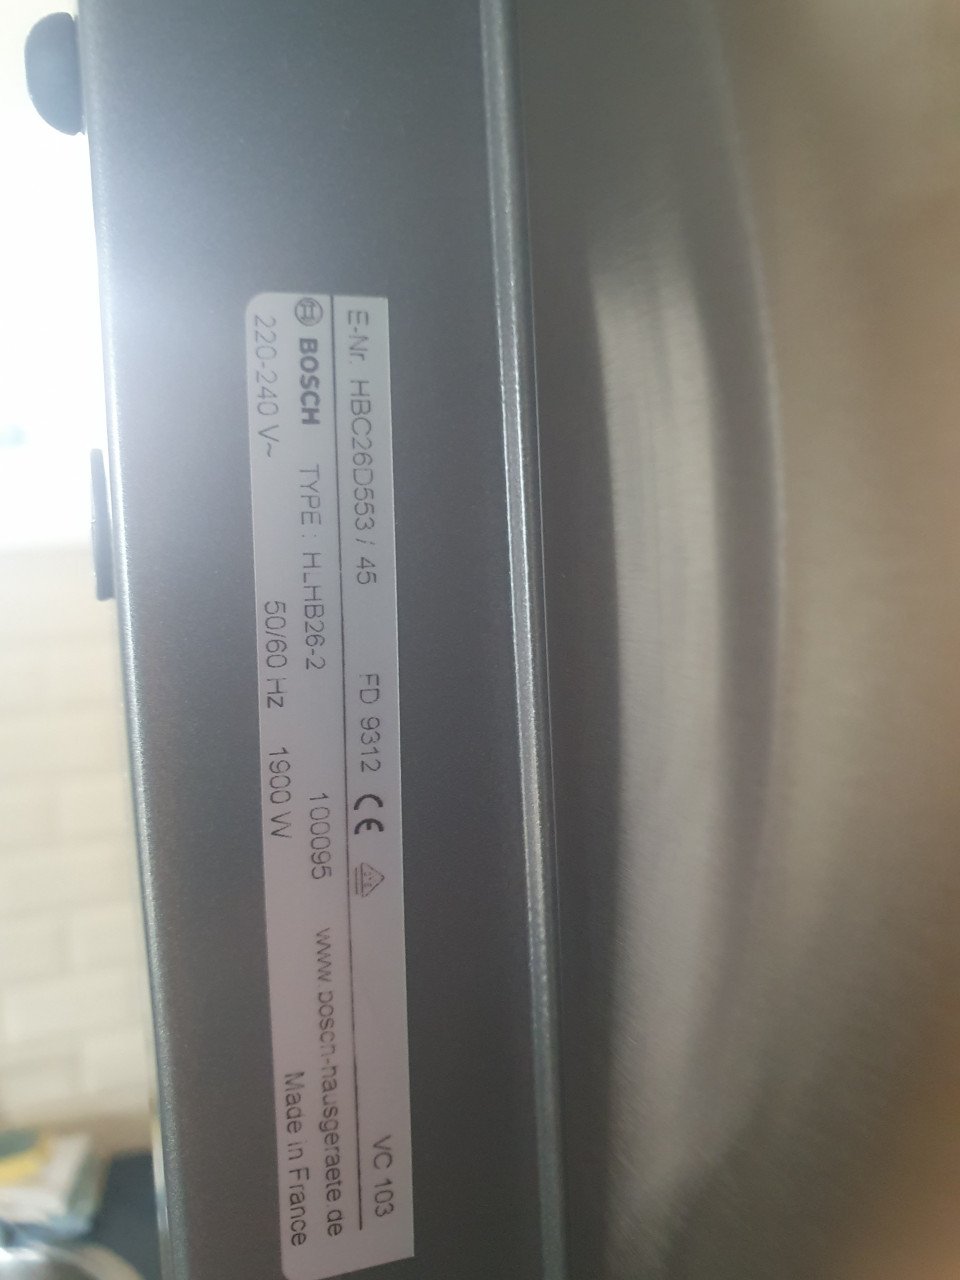 E-Nr. HBC26D553 / 45 FD 9312 CE VC 103
BOSCH TYPE : H-HB26-2 100095 www.bosch-hausgeraete.de
220-240 V~ 50/60 Hz 1900 W Made in France